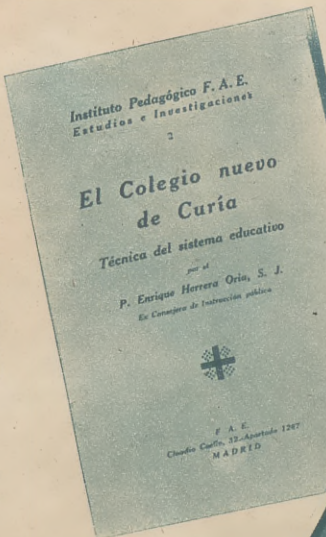 Instituto Pedagógico F. A. E.
Estudios e Investigaciones
2
El Colegio nuevo
de Curía
Técnica del sistema educativo
por el
P. Enrique Herrera Oria, S. J.
Ex Consejero de Instrucción pública
F. A. E.
Claudio Coello, 32.-Apartado 1207
MADRID